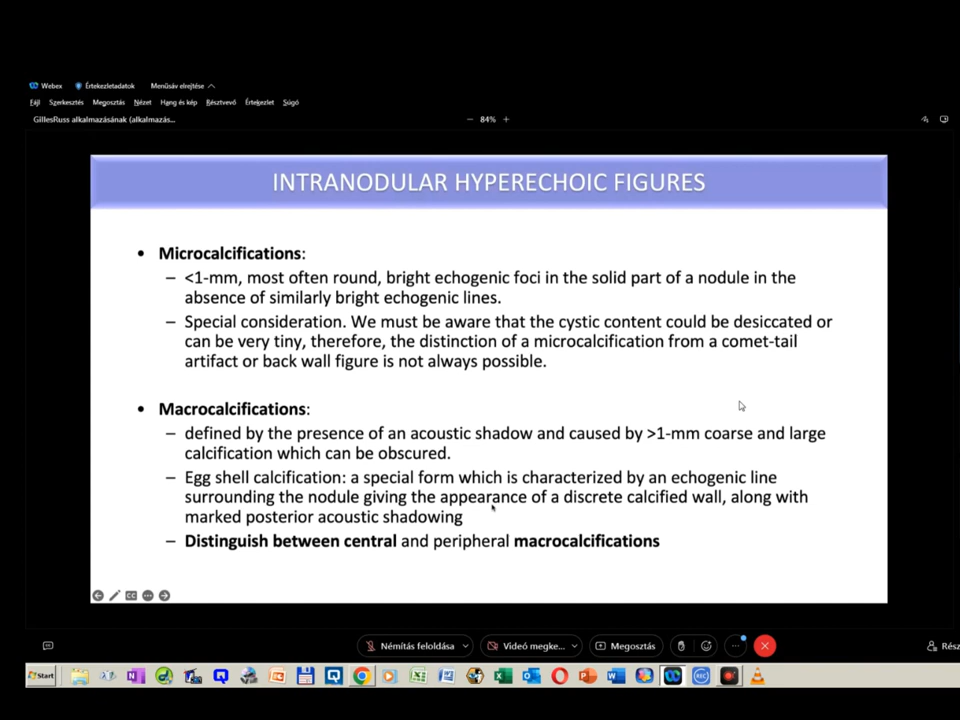 Webex Értekezletadatok Menüsáv elrejtése
Fájl Szerkesztés Megosztás Nézet Hang és kép Résztvevő Értekezlet Súgó
GillesRuss alkalmazásának (alkalmazás...
84%
INTRANODULAR HYPERECHOIC FIGURES
• Microcalcifications:
– <1-mm, most often round, bright echogenic foci in the solid part of a nodule in the
absence of similarly bright echogenic lines.
– Special consideration. We must be aware that the cystic content could be desiccated or
can be very tiny, therefore, the distinction of a microcalcification from a comet-tail
artifact or back wall figure is not always possible.
• Macrocalcifications:
– defined by the presence of an acoustic shadow and caused by >1-mm coarse and large
calcification which can be obscured.
– Egg shell calcification: a special form which is characterized by an echogenic line
surrounding the nodule giving the appearance of a discrete calcified wall, along with
marked posterior acoustic shadowing
– Distinguish between central and peripheral macrocalcifications
Némítás feloldása Videó megke... Megosztás Rész
Start